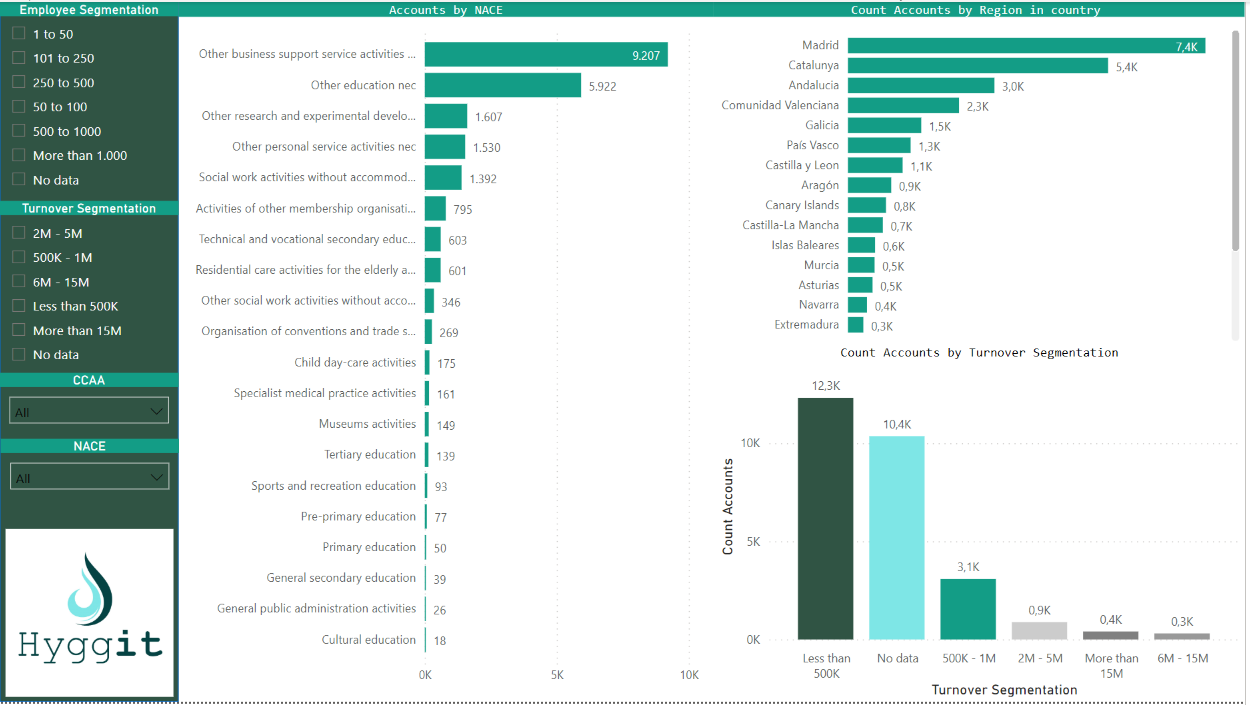 Employee Segmentation
1 to 50
101 to 250
250 to 500
50 to 100
500 to 1000
More than 1.000
No data
Turnover Segmentation
2M - 5M
500K - 1M
6M - 15M
Less than 500K
More than 15M
No data
CCAA
All
NACE
All
Hyggit
Accounts by NACE
Other business support service activities ... 9.207
Other education nec 5.922
Other research and experimental develo... 1.607
Other personal service activities nec 1.530
Social work activities without accommod... 1.392
Activities of other membership organisati... 795
Technical and vocational secondary educ... 603
Residential care activities for the elderly a... 601
Other social work activities without acco... 346
Organisation of conventions and trade s... 269
Child day-care activities 175
Specialist medical practice activities 161
Museums activities 149
Tertiary education 139
Sports and recreation education 93
Pre-primary education 77
Primary education 50
General secondary education 39
General public administration activities 26
Cultural education 18
0K 5K 10K
Count Accounts by Region in country
Madrid 7,4K
Catalunya 5,4K
Andalucia 3,0K
Comunidad Valenciana 2,3K
Galicia 1,5K
País Vasco 1,3K
Castilla y Leon 1,1K
Aragón 0,9K
Canary Islands 0,8K
Castilla-La Mancha 0,7K
Islas Baleares 0,6K
Murcia 0,5K
Asturias 0,5K
Navarra 0,4K
Extremadura 0,3K
Count Accounts by Turnover Segmentation
12,3K
10,4K
3,1K
0,9K
0,4K
0,3K
10K
5K
0K
Count Accounts
Less than 500K
No data
500K - 1M
2M - 5M
More than 15M
6M - 15M
Turnover Segmentation